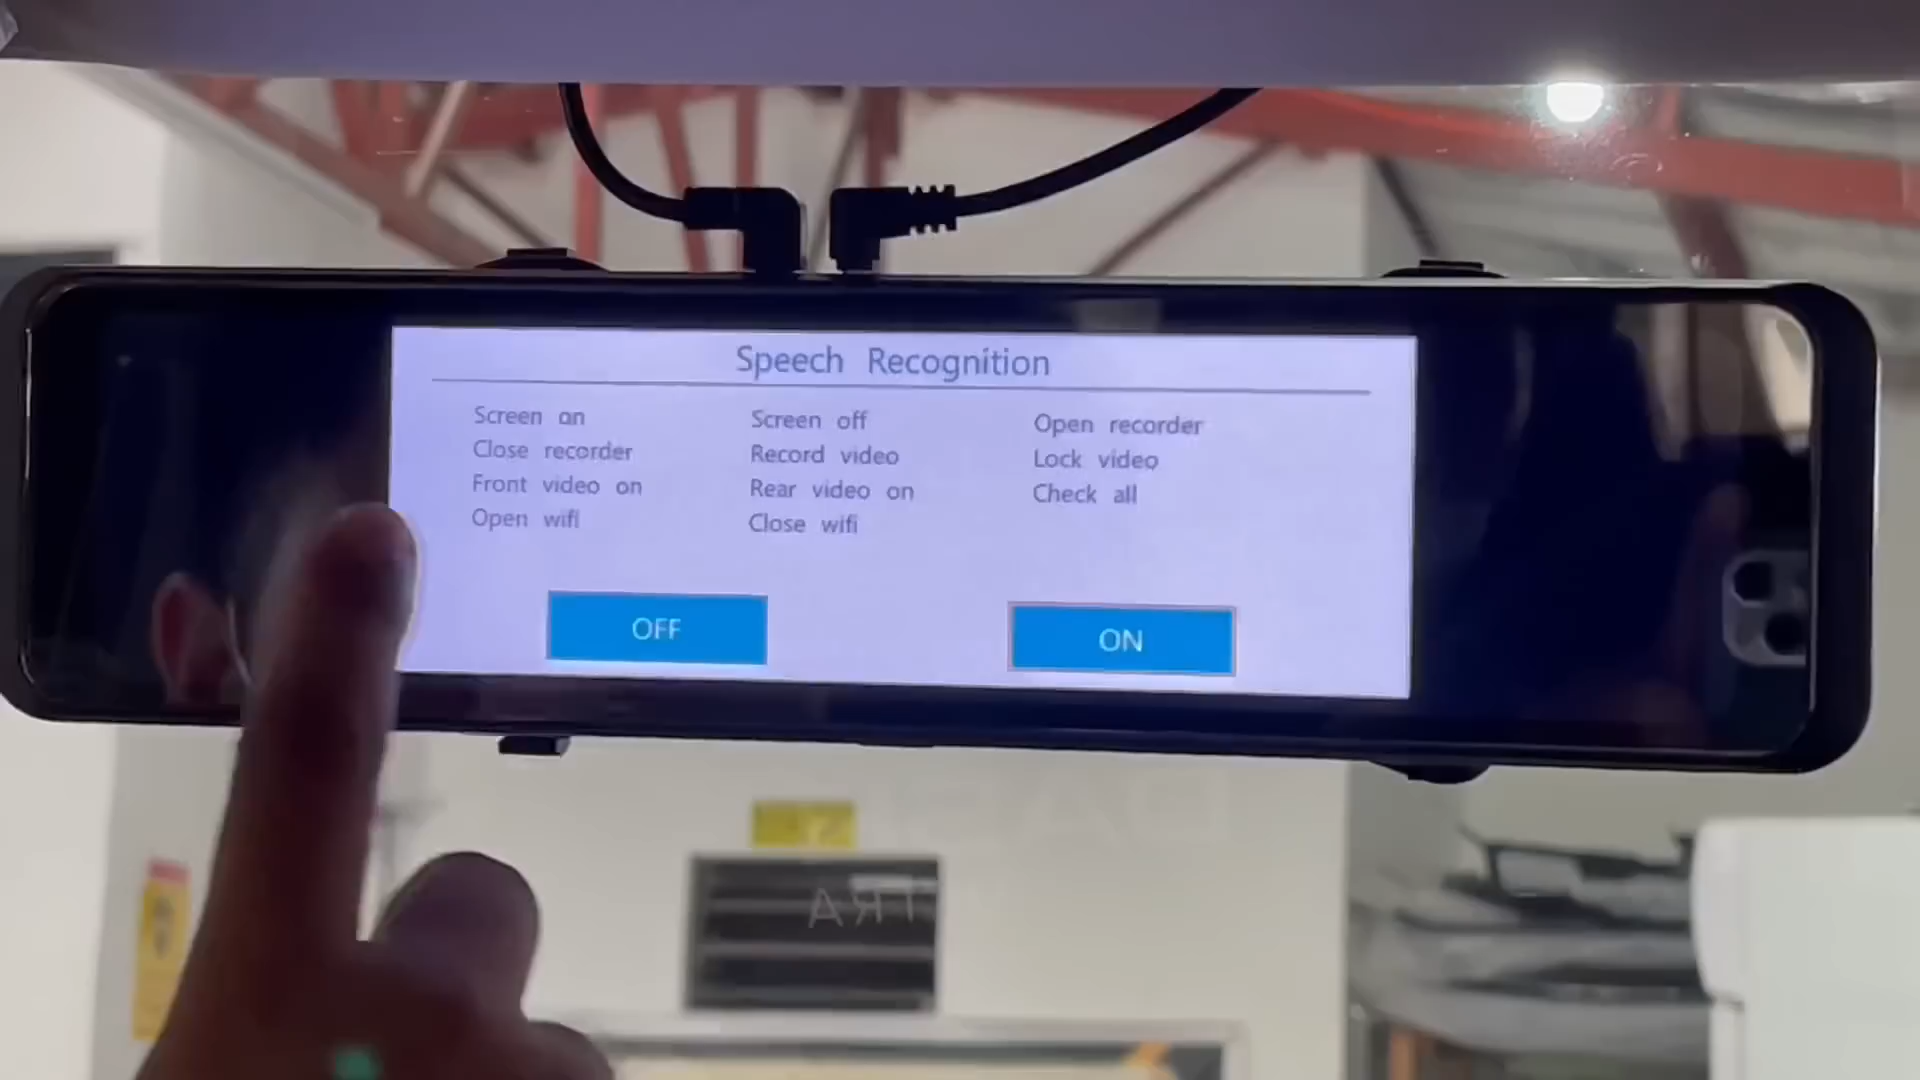 Speech Recognition
Screen on Screen off Open recorder
Close recorder Record video Lock video
Front video on Rear video on Check all
Open wifi Close wifi
OFF ON